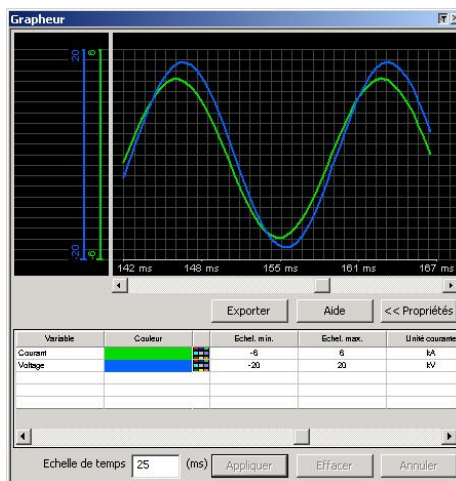 Grapheur
20
6
-20
-6
142 ms 148 ms 155 ms 161 ms 167 ms
Exporter Aide << Propriétés
Variable Couleur Echel. min. Echel. max. Unité courante
Courant -6 6 kA
Voltage -20 20 kV
Echelle de temps 25 (ms) Appliquer Effacer Annuler